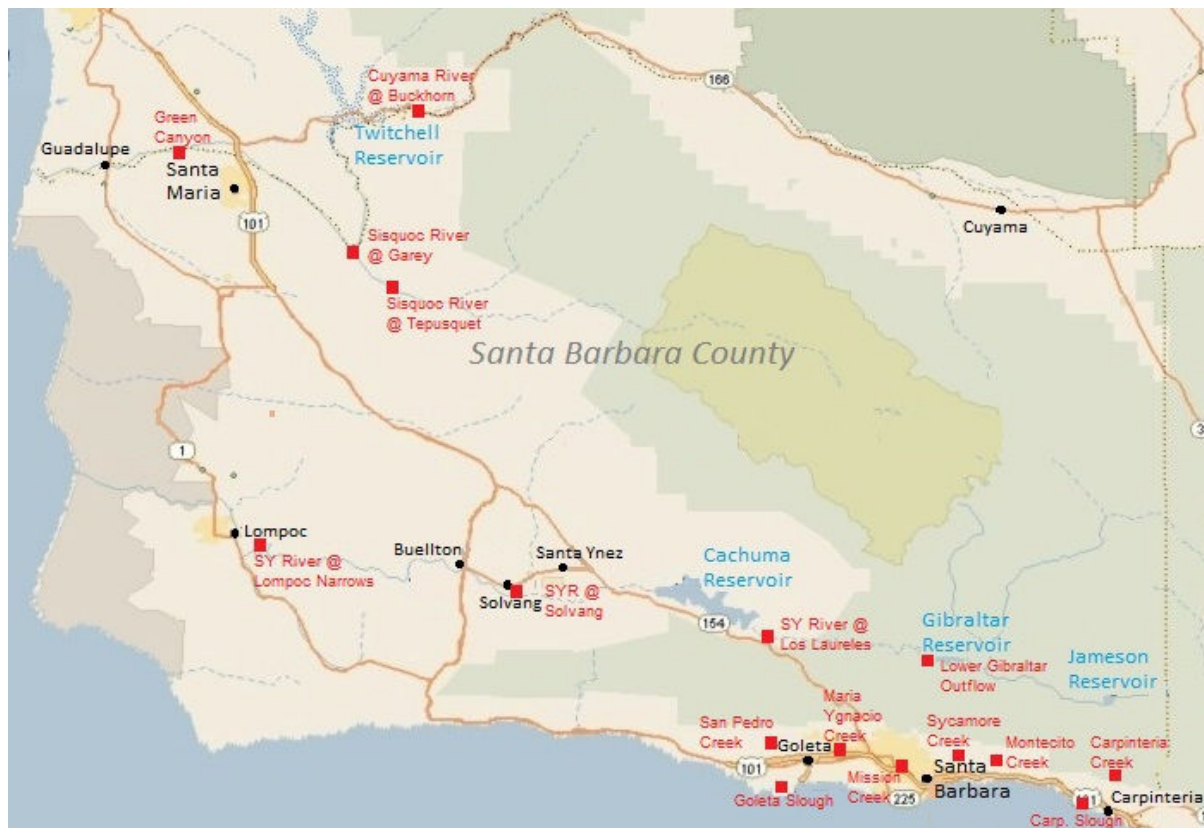 Cuyama River
@ Buckhorn
166
Green
Canyon
Twitchell
Reservoir
Guadalupe
Santa
Maria
101
Cuyama
Sisquoc River
@ Garey
Sisquoc River
@ Tepusquet
Santa Barbara County
1
3
Lompoc
SY River @
Lompoc Narrows
Buellton
Santa Ynez
Solvang
SYR @
Solvang
Cachuma
Reservoir
154
SY River @
Los Laureles
Gibraltar
Reservoir
Lower Gibraltar
Outflow
Jameson
Reservoir
San Pedro
Creek
Maria
Ygnacio
Creek
Sycamore
Creek
Montecito
Creek
Carpinteria
Creek
Goleta
101
Goleta Slough
Mission
Creek
225
Santa
Barbara
101
Carpinteria
Carp. Slough